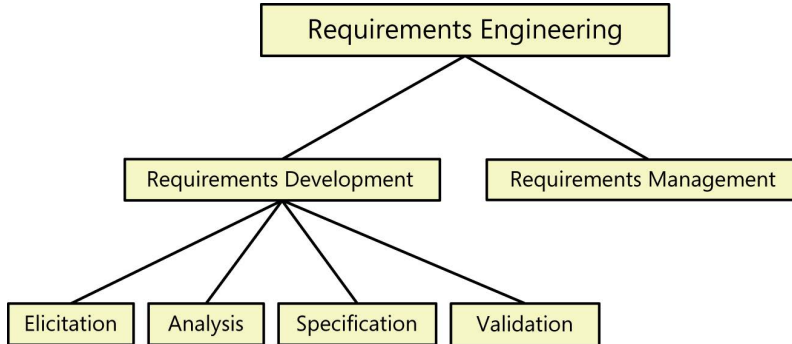 Requirements Engineering
Requirements Development
Requirements Management
Elicitation
Analysis
Specification
Validation